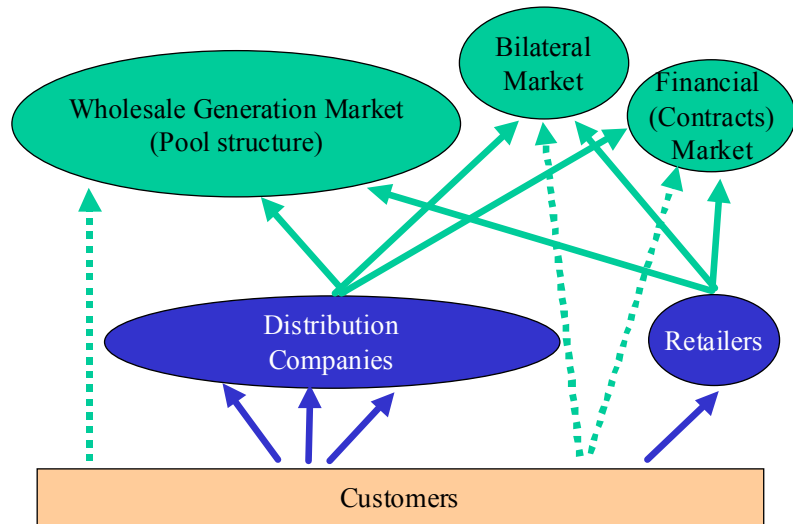 Wholesale Generation Market
(Pool structure)
Bilateral
Market
Financial
(Contracts)
Market
Distribution
Companies
Retailers
Customers